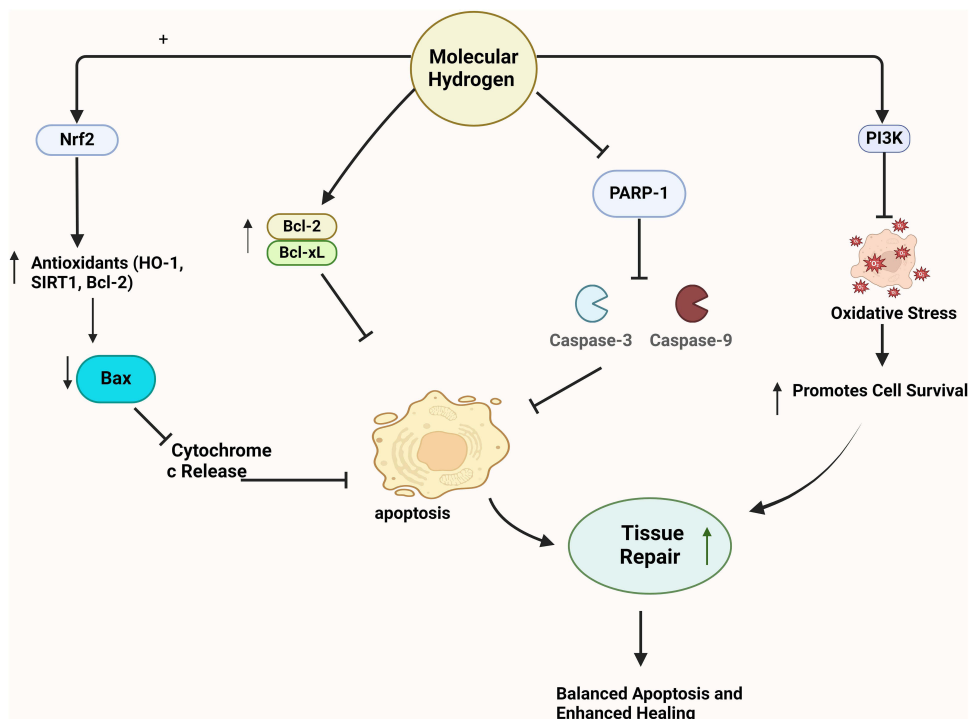 +
Molecular
Hydrogen
Nrf2
PI3K
PARP-1
Bcl-2
Bcl-xL
Antioxidants (HO-1,
SIRT1, Bcl-2)
Oxidative Stress
Caspase-3
Caspase-9
Bax
Promotes Cell Survival
Cytochrome
c Release
apoptosis
Tissue
Repair
Balanced Apoptosis and
Enhanced Healing